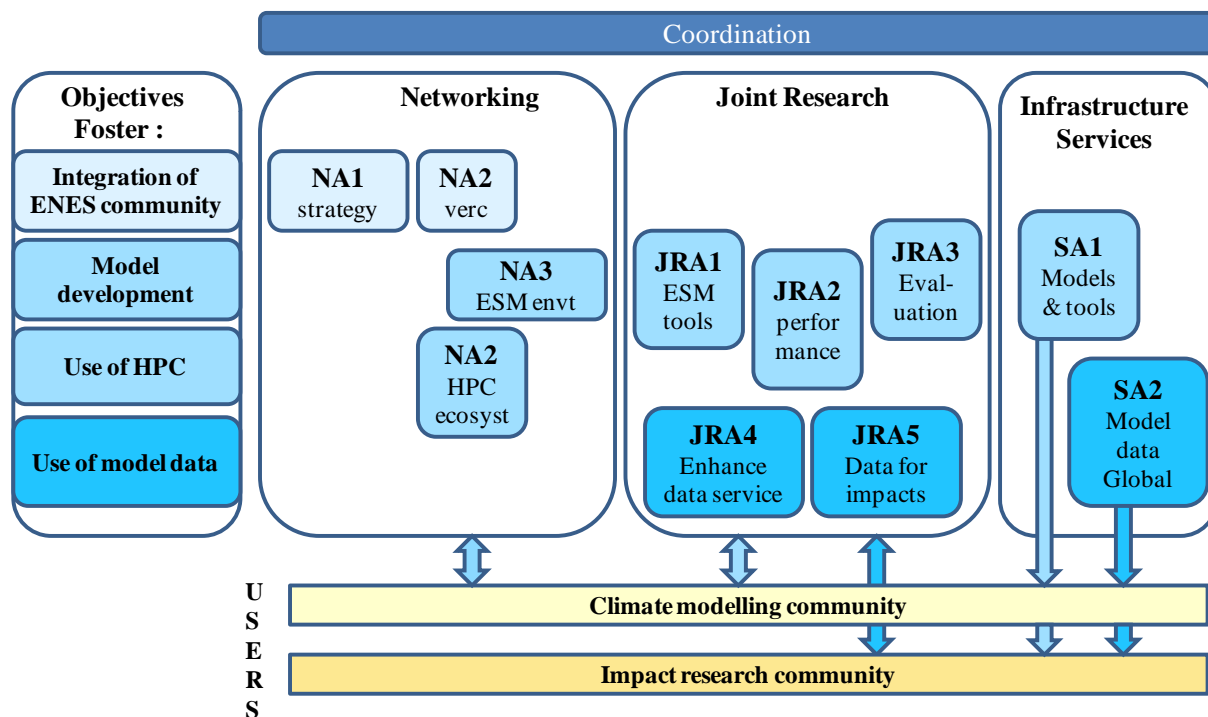 Coordination
Objectives
Foster :
Integration of
ENES community
Model
development
Use of HPC
Use of model data
Networking
NA1
strategy
NA2
verc
NA3
ESM envt
NA2
HPC
ecosyst
Joint Research
JRA1
ESM
tools
JRA2
perfor
mance
JRA3
Eval-
uation
JRA4
Enhance
data service
JRA5
Data for
impacts
Infrastructure
Services
SA1
Models
& tools
SA2
Model
data
Global
U
S
E
R
S
Climate modelling community
Impact research community